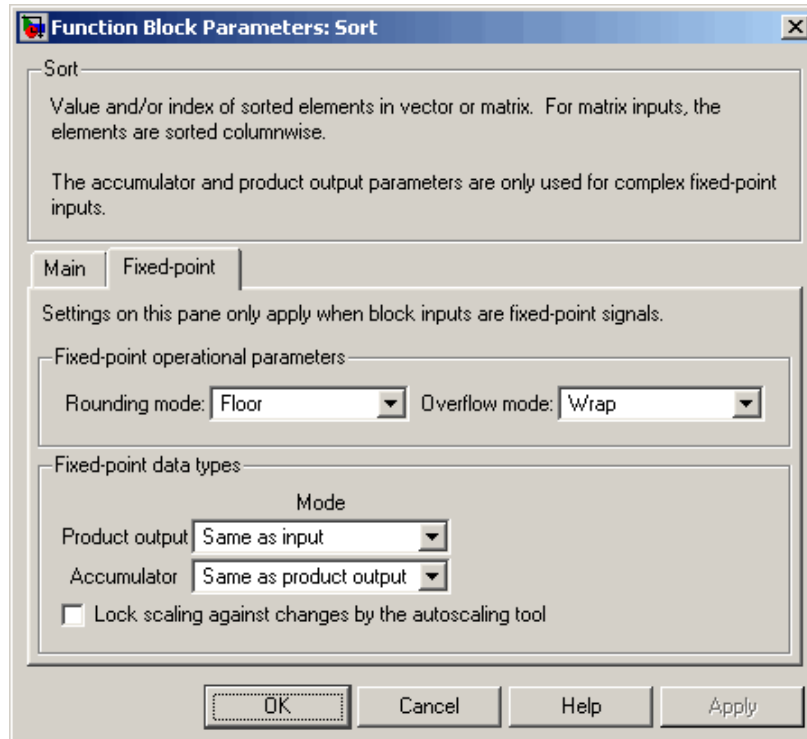 Function Block Parameters: Sort
Sort
Value and/or index of sorted elements in vector or matrix. For matrix inputs, the
elements are sorted columnwise.
The accumulator and product output parameters are only used for complex fixed-point
inputs.
Main Fixed-point
Settings on this pane only apply when block inputs are fixed-point signals.
Fixed-point operational parameters
Rounding mode: Floor Overflow mode: Wrap
Fixed-point data types
Mode
Product output Same as input
Accumulator Same as product output
Lock scaling against changes by the autoscaling tool
OK Cancel Help Apply